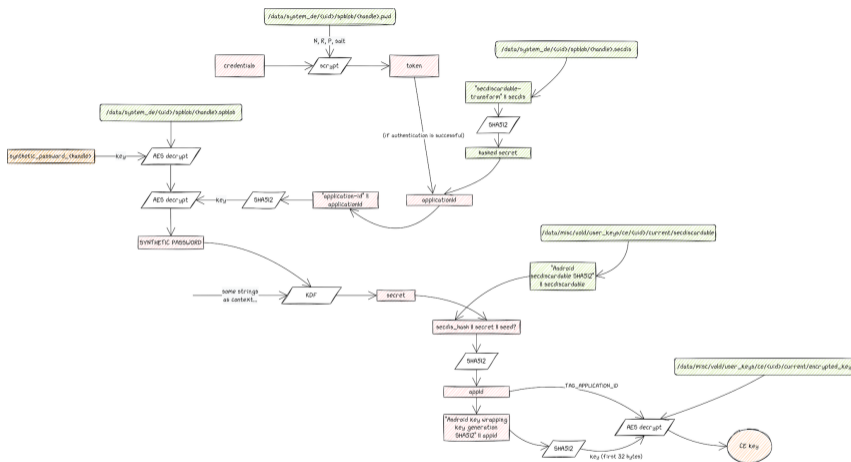 /data/system_de/{uid}/spblob/{handle}.pwd
N, R, P, salt
credentials
scrypt
token
/data/system_de/{uid}/spblob/{handle}.secdis
"secdiscardable-
transform" || secdis
SHA512
hashed secret
(if authentication is successful)
/data/system_de/{uid}/spblob/{handle}.spblob
synthetic_password_{handle}
key
AES decrypt
AES decrypt
key
SHA512
"application-id" ||
applicationId
applicationId
SYNTHETIC PASSWORD
/data/misc/vold/user_keys/ce/{uid}/current/secdiscardable
"Android
secdiscardable SHA512"
|| secdiscardable
some strings
as context...
KDF
secret
secdis_hash || secret || seed?
SHA512
/data/misc/vold/user_keys/ce/{uid}/current/encrypted_key
appId
TAG_APPLICATION_ID
"Android key wrapping
key generation
SHA512" || appId
SHA512
key (first 32 bytes)
AES decrypt
CE key